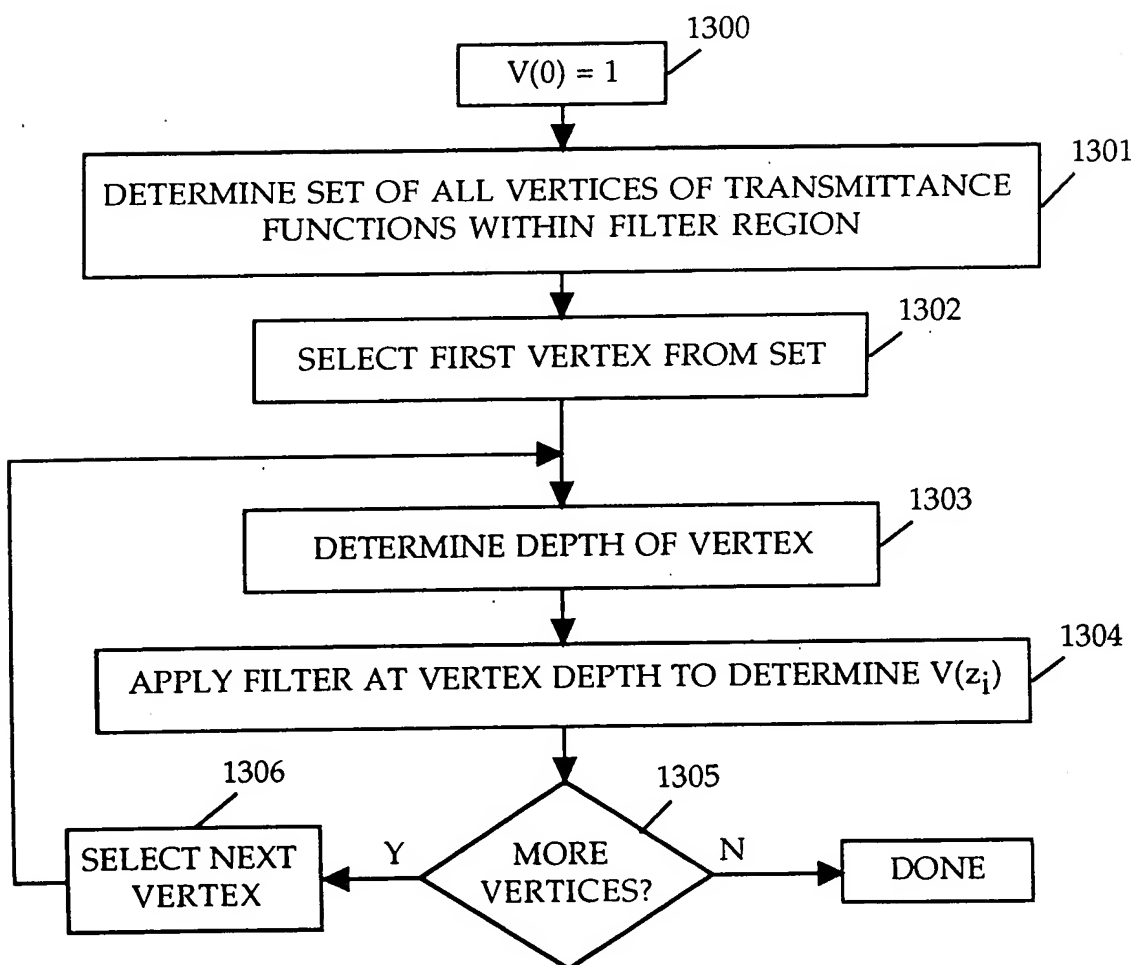 1300
V(0) = 1
1301
DETERMINE SET OF ALL VERTICES OF TRANSMITTANCE
FUNCTIONS WITHIN FILTER REGION
1302
SELECT FIRST VERTEX FROM SET
1303
DETERMINE DEPTH OF VERTEX
1304
APPLY FILTER AT VERTEX DEPTH TO DETERMINE V(zᵢ)
1305
MORE
VERTICES?
Y
N
1306
SELECT NEXT
VERTEX
DONE